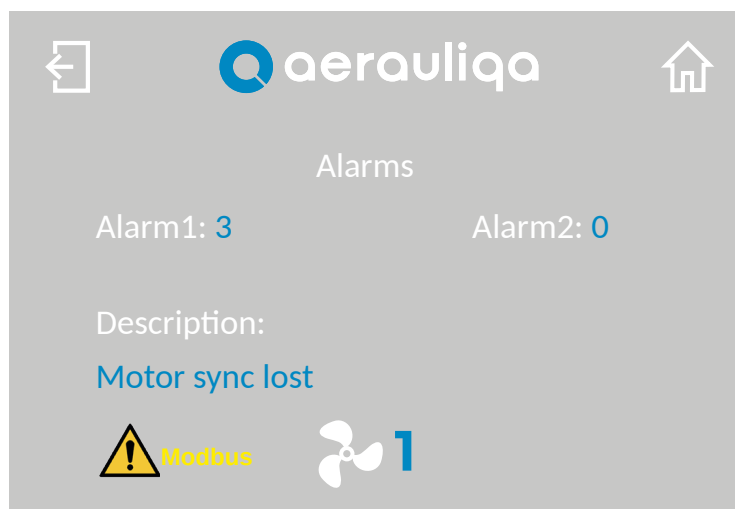 aerauliqa
Alarms
Alarm1: 3 Alarm2: 0
Description:
Motor sync lost
Modbus 1